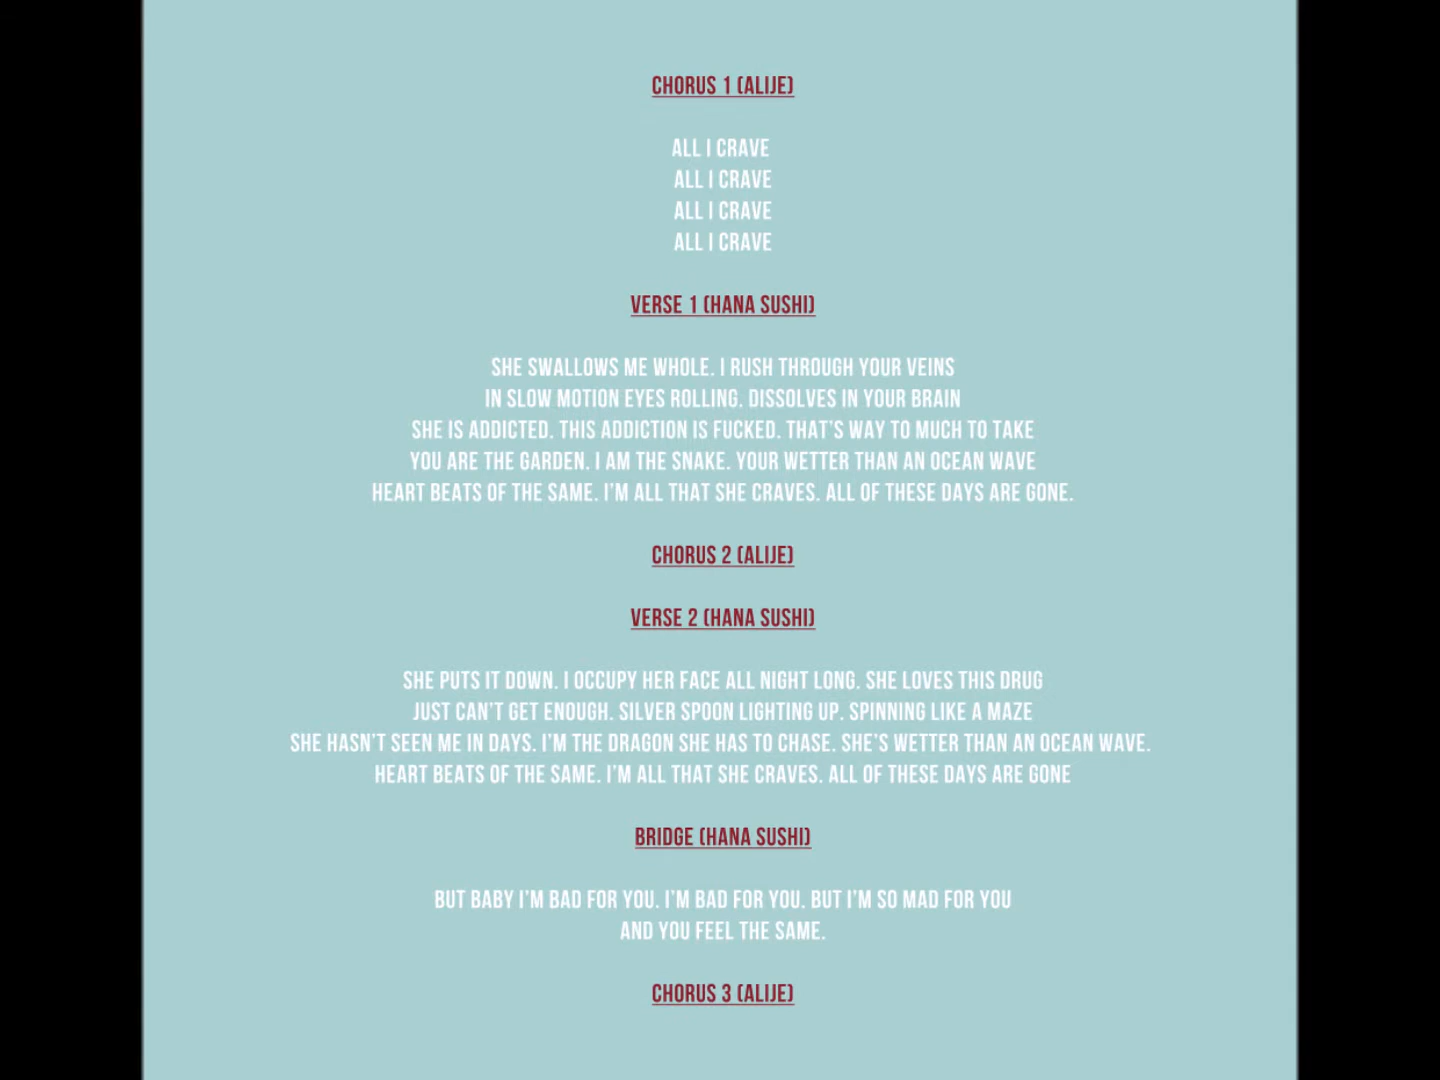 CHORUS 1 (ALIJE)
ALL I CRAVE
ALL I CRAVE
ALL I CRAVE
ALL I CRAVE
VERSE 1 (HANA SUSHI)
SHE SWALLOWS ME WHOLE. I RUSH THROUGH YOUR VEINS
IN SLOW MOTION EYES ROLLING. DISSOLVES IN YOUR BRAIN
SHE IS ADDICTED. THIS ADDICTION IS FUCKED. THAT'S WAY TO MUCH TO TAKE
YOU ARE THE GARDEN. I AM THE SNAKE. YOUR WETTER THAN AN OCEAN WAVE
HEART BEATS OF THE SAME. I'M ALL THAT SHE CRAVES. ALL OF THESE DAYS ARE GONE.
CHORUS 2 (ALIJE)
VERSE 2 (HANA SUSHI)
SHE PUTS IT DOWN. I OCCUPY HER FACE ALL NIGHT LONG. SHE LOVES THIS DRUG
JUST CAN'T GET ENOUGH. SILVER SPOON LIGHTING UP. SPINNING LIKE A MAZE
SHE HASN'T SEEN ME IN DAYS. I'M THE DRAGON SHE HAS TO CHASE. SHE'S WETTER THAN AN OCEAN WAVE.
HEART BEATS OF THE SAME. I'M ALL THAT SHE CRAVES. ALL OF THESE DAYS ARE GONE
BRIDGE (HANA SUSHI)
BUT BABY I'M BAD FOR YOU. I'M BAD FOR YOU. BUT I'M SO MAD FOR YOU
AND YOU FEEL THE SAME.
CHORUS 3 (ALIJE)